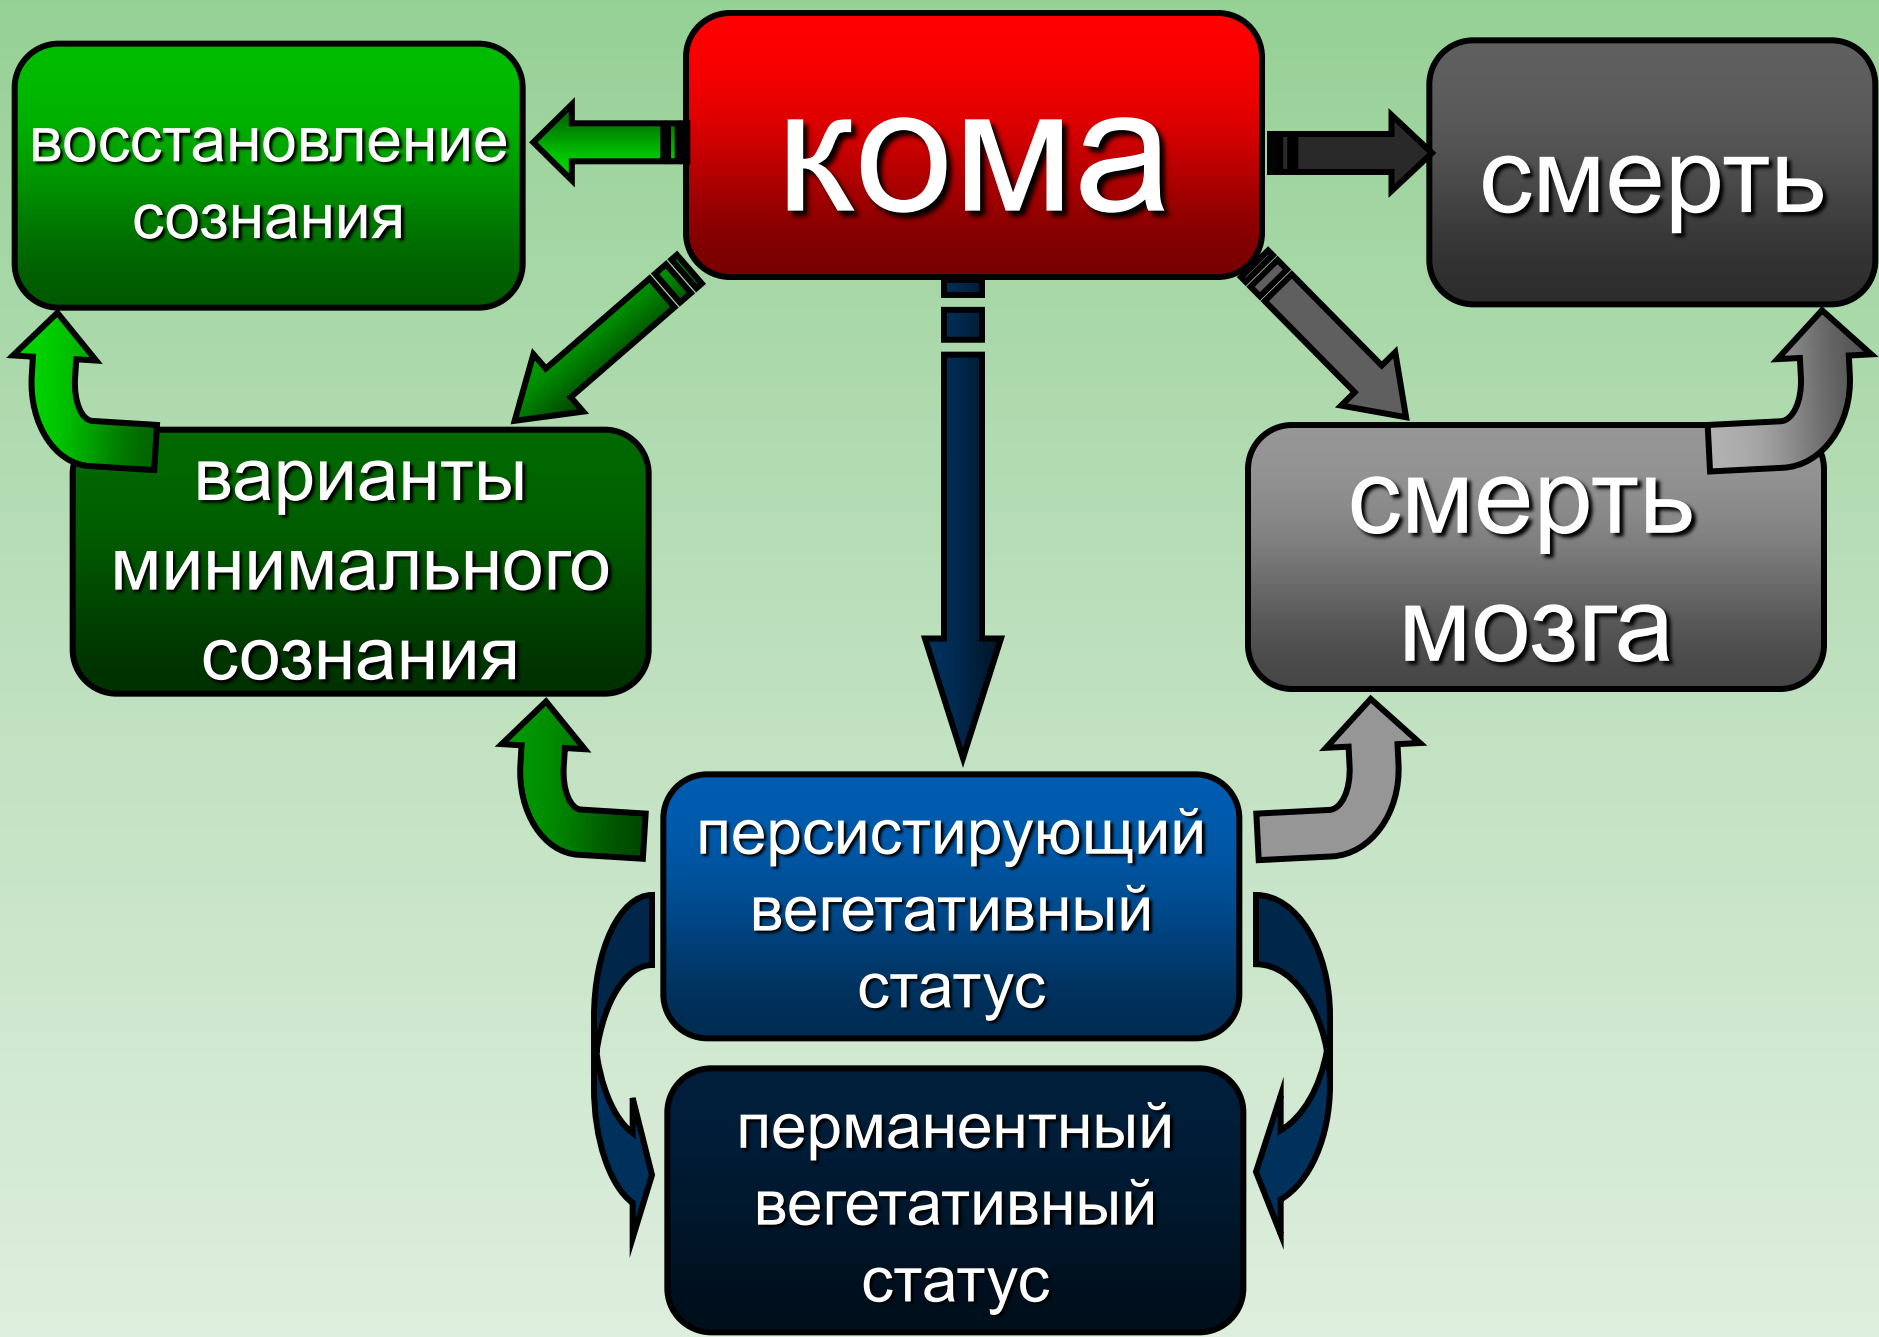 кома
восстановление
сознания
смерть
варианты
минимального
сознания
смерть
мозга
персистирующий
вегетативный
статус
перманентный
вегетативный
статус